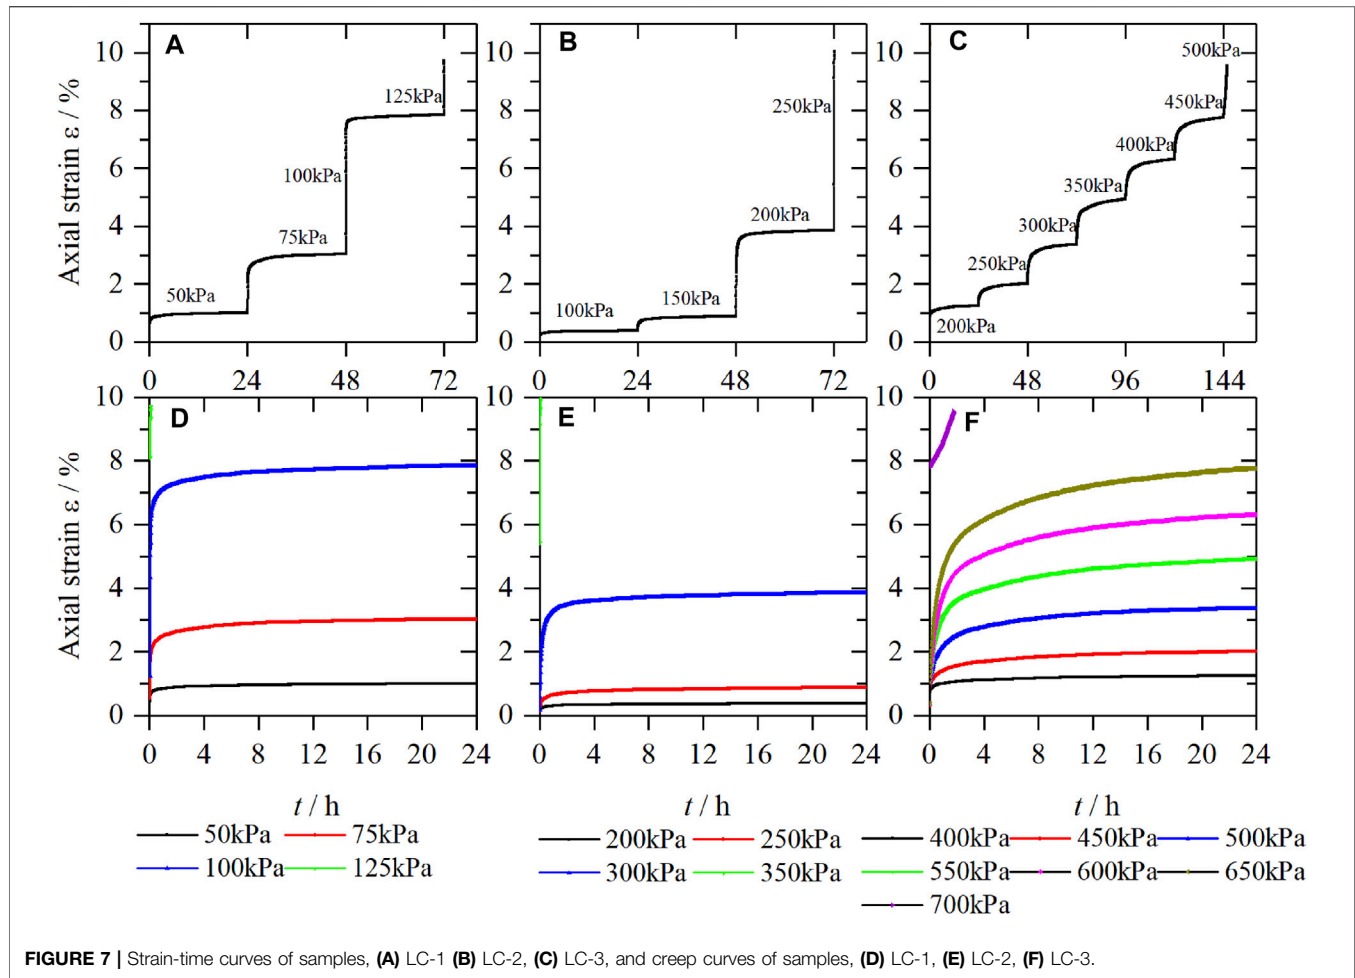 A
B
C
Axial strain ε / %
10
8
6
4
2
0
50kPa
75kPa
100kPa
125kPa
0
24
48
72
10
8
6
4
2
0
100kPa
150kPa
200kPa
250kPa
0
24
48
72
10
8
6
4
2
0
200kPa
250kPa
300kPa
350kPa
400kPa
450kPa
500kPa
0
48
96
144
D
E
F
Axial strain ε / %
10
8
6
4
2
0
0 4 8 12 16 20 24
t / h
50kPa 75kPa
100kPa 125kPa
10
8
6
4
2
0
0 4 8 12 16 20 24
t / h
200kPa 250kPa
300kPa 350kPa
10
8
6
4
2
0
0 4 8 12 16 20 24
t / h
400kPa 450kPa 500kPa
550kPa 600kPa 650kPa
700kPa
FIGURE 7 | Strain-time curves of samples, (A) LC-1 (B) LC-2, (C) LC-3, and creep curves of samples, (D) LC-1, (E) LC-2, (F) LC-3.